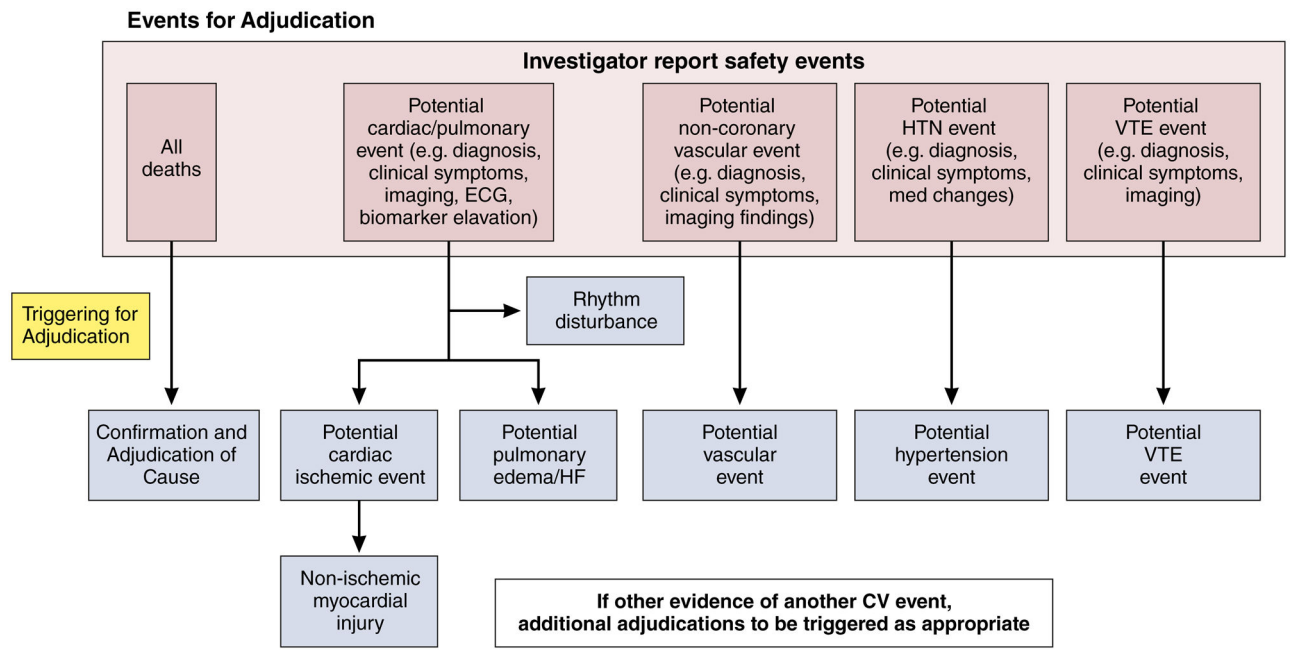 Events for Adjudication
Investigator report safety events
All
deaths
Potential
cardiac/pulmonary
event (e.g. diagnosis,
clinical symptoms,
imaging, ECG,
biomarker elavation)
Potential
non-coronary
vascular event
(e.g. diagnosis,
clinical symptoms,
imaging findings)
Potential
HTN event
(e.g. diagnosis,
clinical symptoms,
med changes)
Potential
VTE event
(e.g. diagnosis,
clinical symptoms,
imaging)
Triggering for
Adjudication
Rhythm
disturbance
Confirmation and
Adjudication of
Cause
Potential
cardiac
ischemic event
Potential
pulmonary
edema/HF
Potential
vascular
event
Potential
hypertension
event
Potential
VTE
event
Non-ischemic
myocardial
injury
If other evidence of another CV event,
additional adjudications to be triggered as appropriate